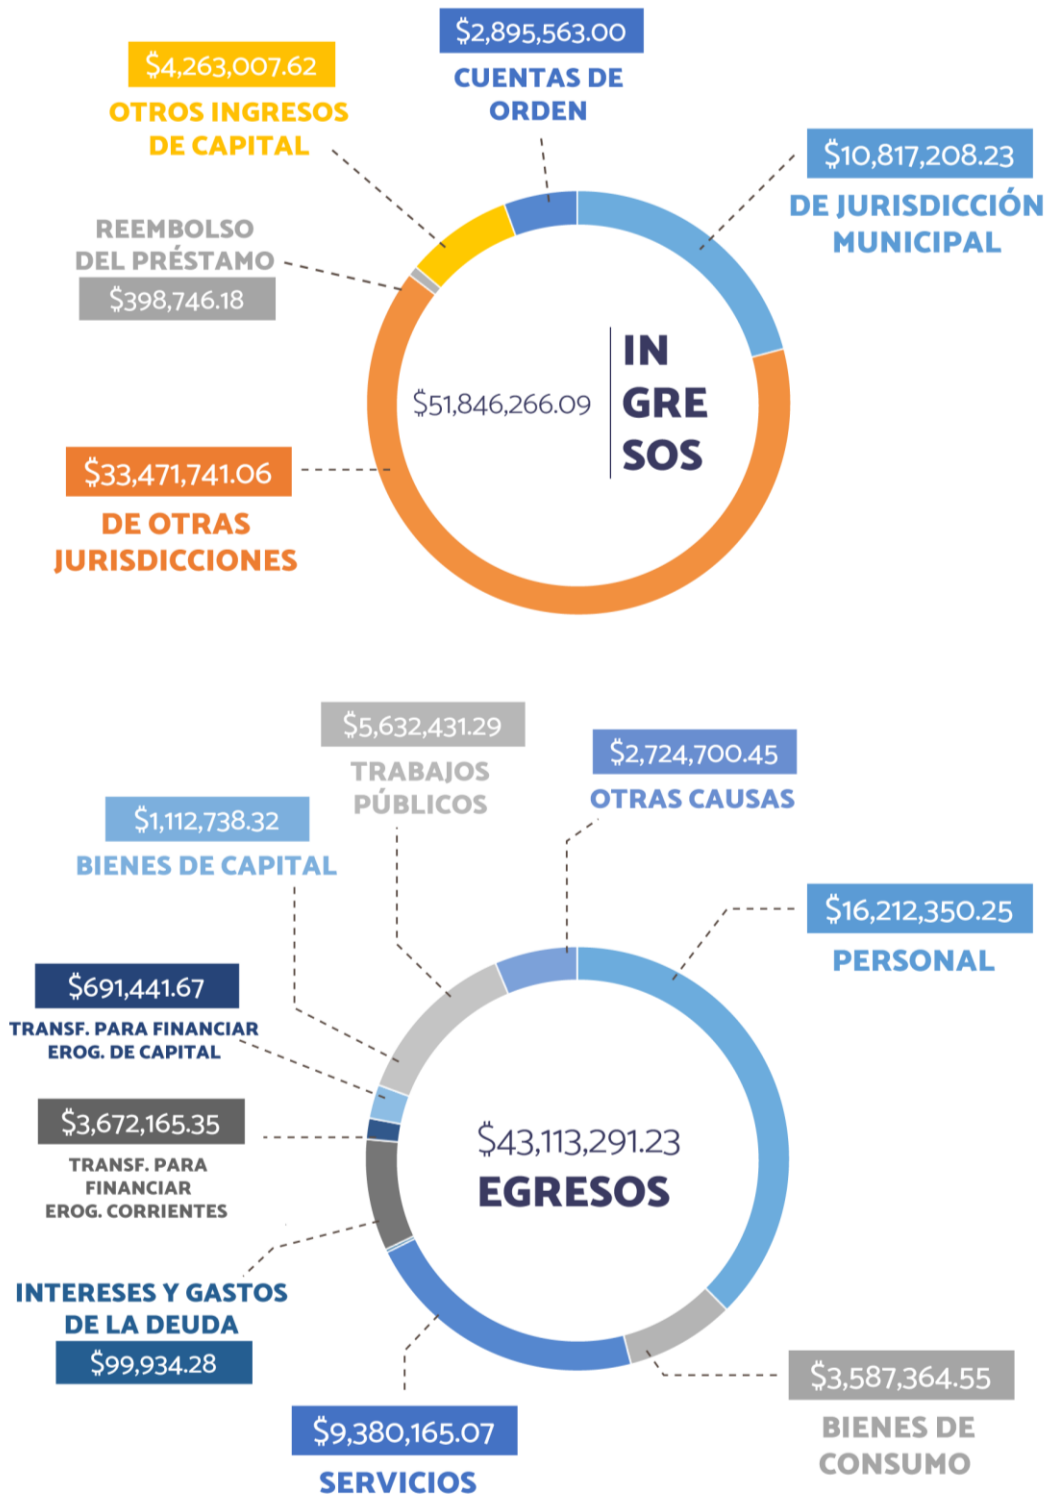 $2,895,563.00
CUENTAS DE
ORDEN
$4,263,007.62
OTROS INGRESOS
DE CAPITAL
$10,817,208.23
DE JURISDICCIÓN
MUNICIPAL
REEMBOLSO
DEL PRÉSTAMO
$398,746.18
$51,846,266.09
IN
GRE
SOS
$33,471,741.06
DE OTRAS
JURISDICCIONES
$5,632,431.29
TRABAJOS
PÚBLICOS
$2,724,700.45
OTRAS CAUSAS
$1,112,738.32
BIENES DE CAPITAL
$16,212,350.25
PERSONAL
$691,441.67
TRANSF. PARA FINANCIAR
EROG. DE CAPITAL
$3,672,165.35
TRANSF. PARA
FINANCIAR
EROG. CORRIENTES
$43,113,291.23
EGRESOS
INTERESES Y GASTOS
DE LA DEUDA
$99,934.28
$3,587,364.55
BIENES DE
CONSUMO
$9,380,165.07
SERVICIOS